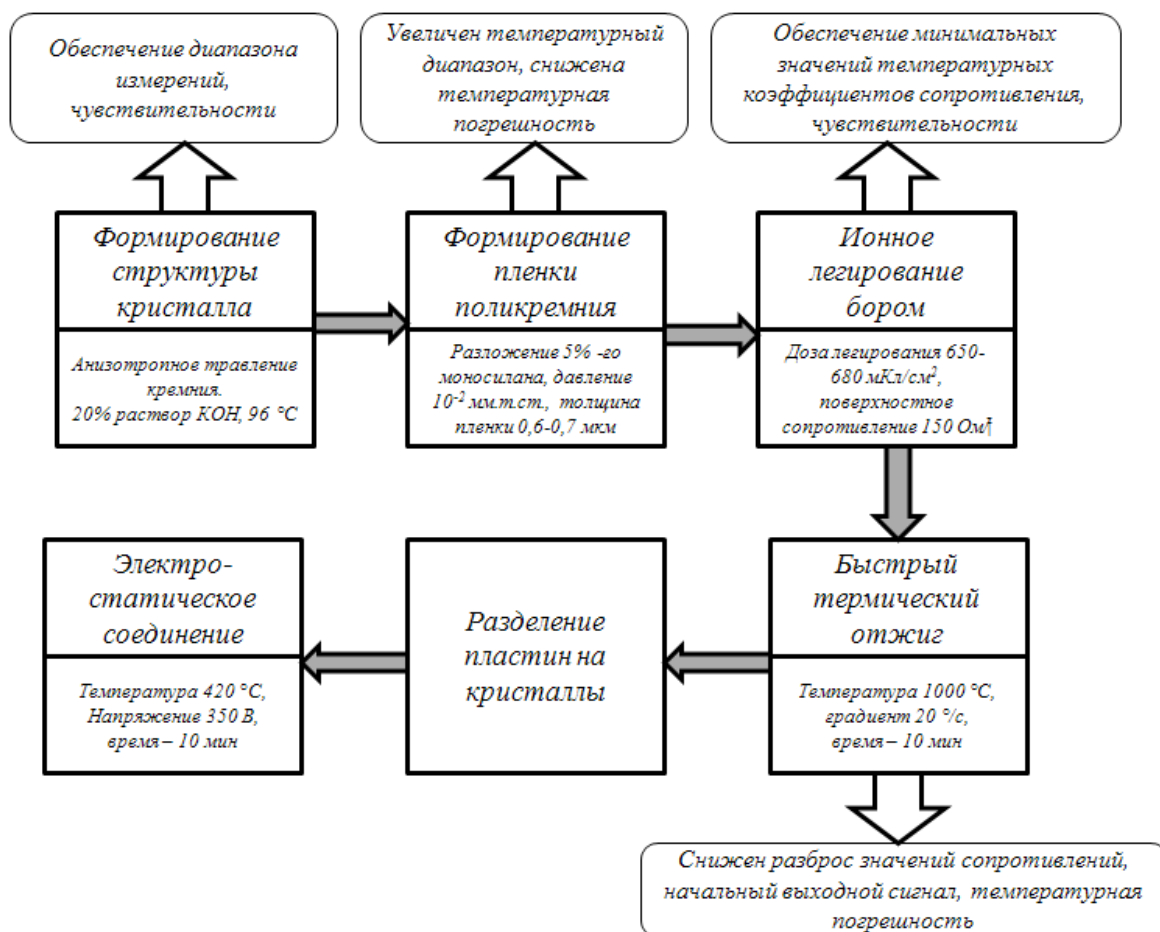 Обеспечение диапазона
измерений,
чувствительности
Увеличен температурный
диапазон, снижена
температурная
погрешность
Обеспечение минимальных
значений температурных
коэффициентов сопротивления,
чувствительности
Формирование
структуры
кристалла
Анизотропное травление
кремния.
20% раствор КОН, 96 °С
Формирование
пленки
поликремния
Разложение 5% -го
моносилана, давление
10⁻² мм.т.ст., толщина
пленки 0,6-0,7 мкм
Ионное
легирование
бором
Доза легирования 650-
680 мКл/см²,
поверхностное
сопротивление 150 Ом/¶
Электро-
статическое
соединение
Температура 420 °С,
Напряжение 350 В,
время – 10 мин
Разделение
пластин на
кристаллы
Быстрый
термический
отжиг
Температура 1000 °С,
градиент 20 °/с,
время – 10 мин
Снижен разброс значений сопротивлений,
начальный выходной сигнал, температурная
погрешность